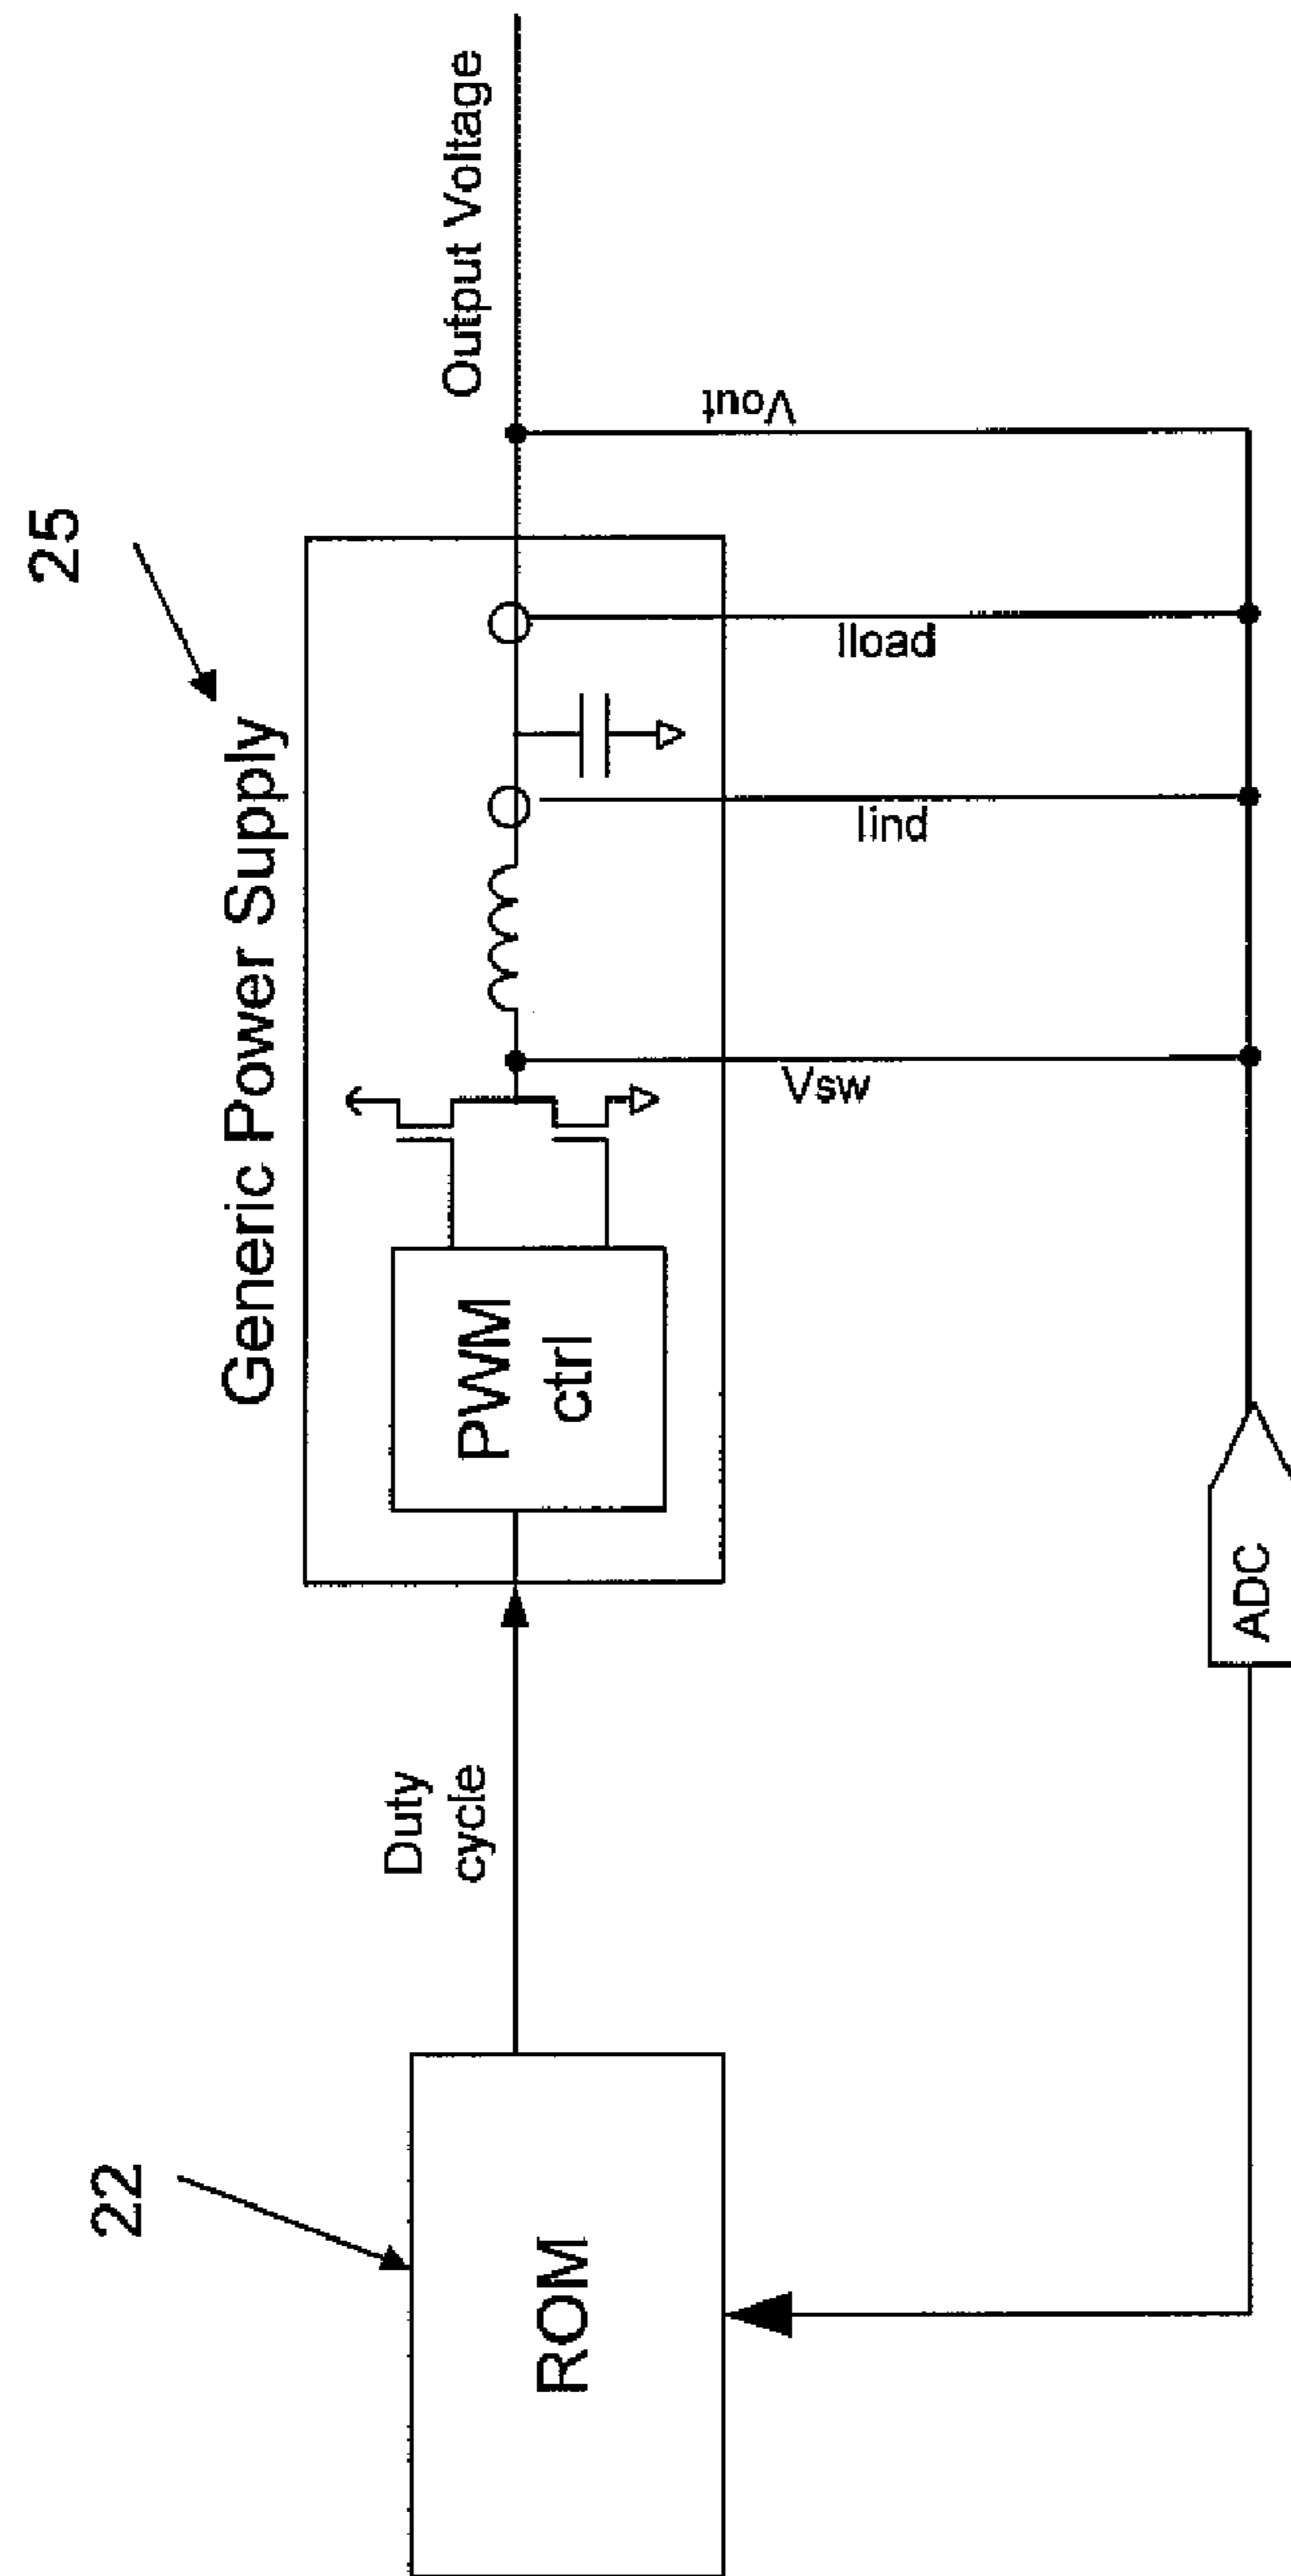 25
Generic Power Supply
Output Voltage
22
ROM
Duty
cycle
PWM
ctrl
Vsw
Iind
Iload
Vout
ADC